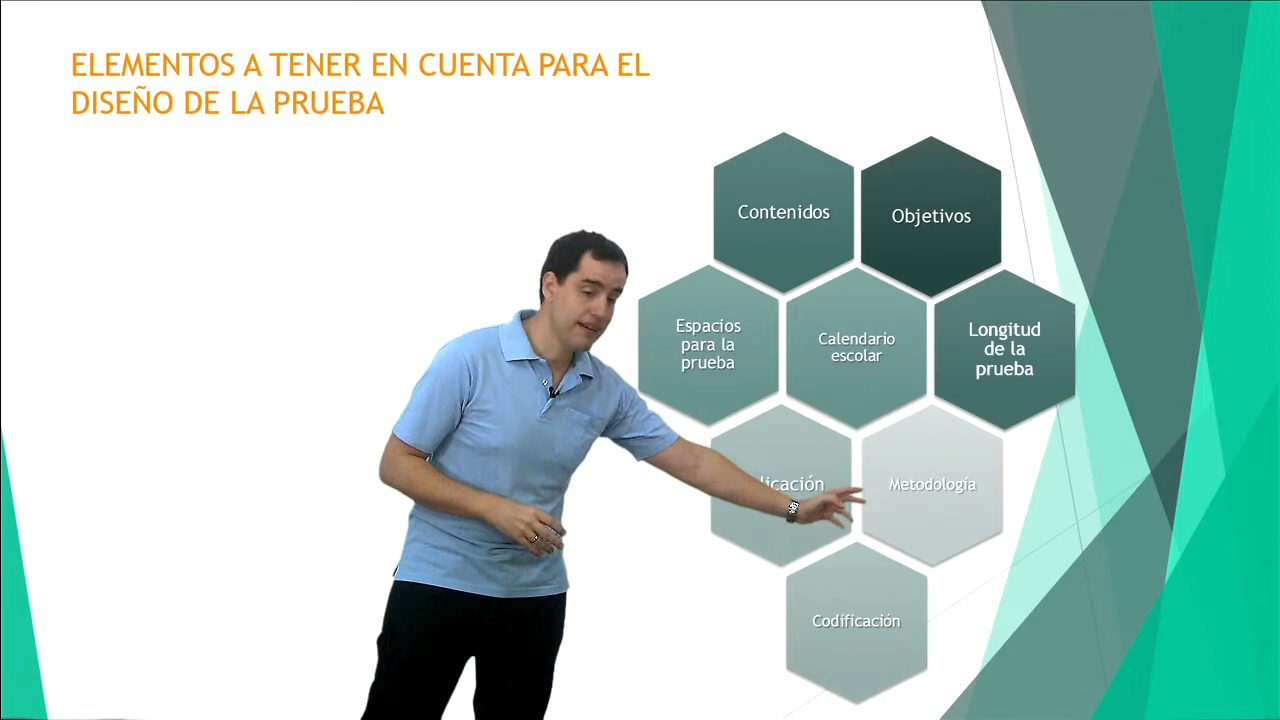 ELEMENTOS A TENER EN CUENTA PARA EL
DISEÑO DE LA PRUEBA
Contenidos
Objetivos
Espacios
para la
prueba
Calendario
escolar
Longitud
de la
prueba
Metodología
Codificación